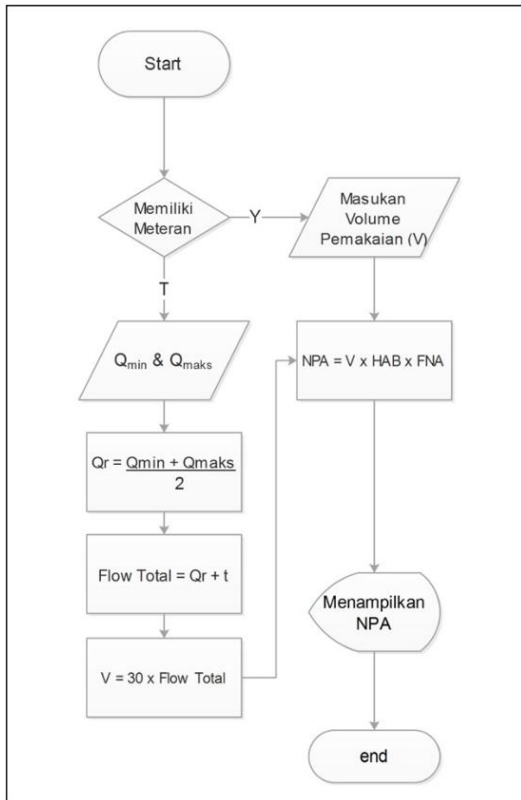 Start
Memiliki
Meteran
Y
Masukan
Volume
Pemakaian (V)
T
Qmin & Qmaks
NPA = V x HAB x FNA
Qr = Qmin + Qmaks
2
Flow Total = Qr + t
V = 30 x Flow Total
Menampilkan
NPA
end